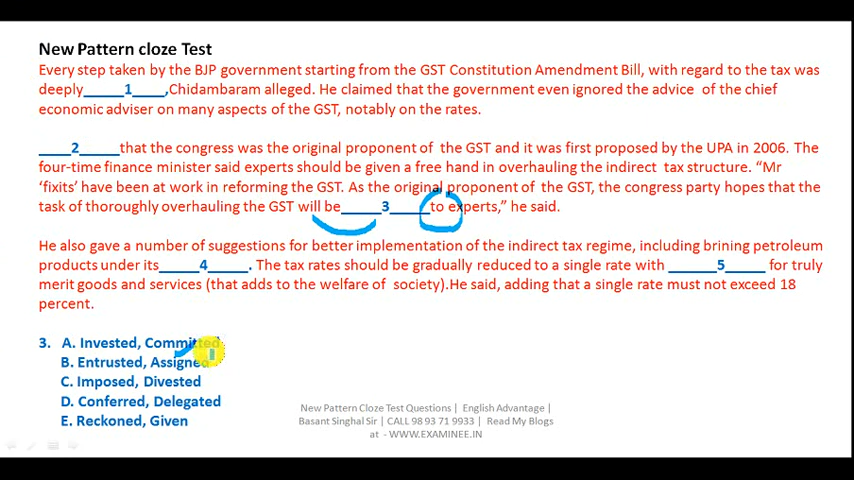 New Pattern cloze Test
Every step taken by the BJP government starting from the GST Constitution Amendment Bill, with regard to the tax was
deeply_____1____,Chidambaram alleged. He claimed that the government even ignored the advice of the chief
economic adviser on many aspects of the GST, notably on the rates.
____2_____that the congress was the original proponent of the GST and it was first proposed by the UPA in 2006. The
four-time finance minister said experts should be given a free hand in overhauling the indirect tax structure. “Mr
‘fixits’ have been at work in reforming the GST. As the original proponent of the GST, the congress party hopes that the
task of thoroughly overhauling the GST will be_____3_____to experts,” he said.
He also gave a number of suggestions for better implementation of the indirect tax regime, including brining petroleum
products under its_____4_____. The tax rates should be gradually reduced to a single rate with ______5_____ for truly
merit goods and services (that adds to the welfare of society).He said, adding that a single rate must not exceed 18
percent.
3. A. Invested, Committed
B. Entrusted, Assigned
C. Imposed, Divested
D. Conferred, Delegated
E. Reckoned, Given
New Pattern Cloze Test Questions | English Advantage |
Basant Singhal Sir | CALL 98 93 71 9933 | Read My Blogs
at - WWW.EXAMINEE.IN